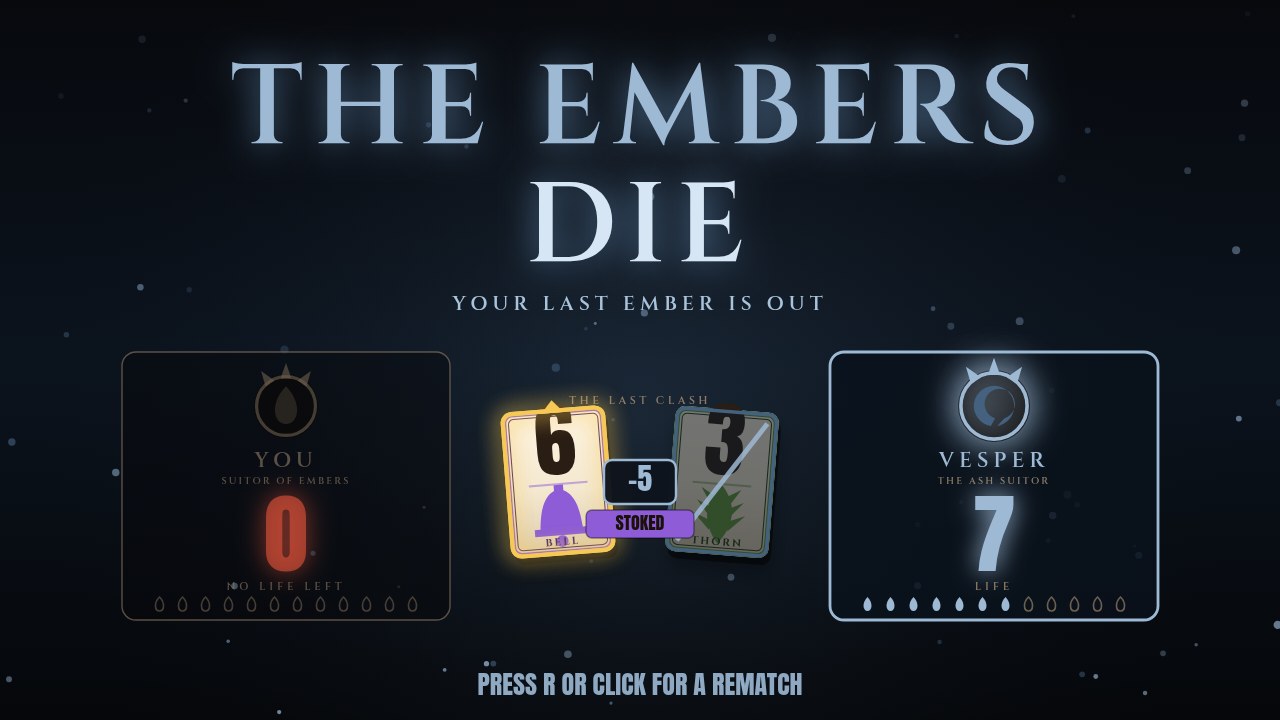 THE EMBERS
DIE
YOUR LAST EMBER IS OUT
THE LAST CLASH
YOU
SUITOR OF EMBERS
0
NO LIFE LEFT
6
BELL
-5
STOKED
3
THORN
VESPER
THE ASH SUITOR
7
LIFE
PRESS R OR CLICK FOR A REMATCH